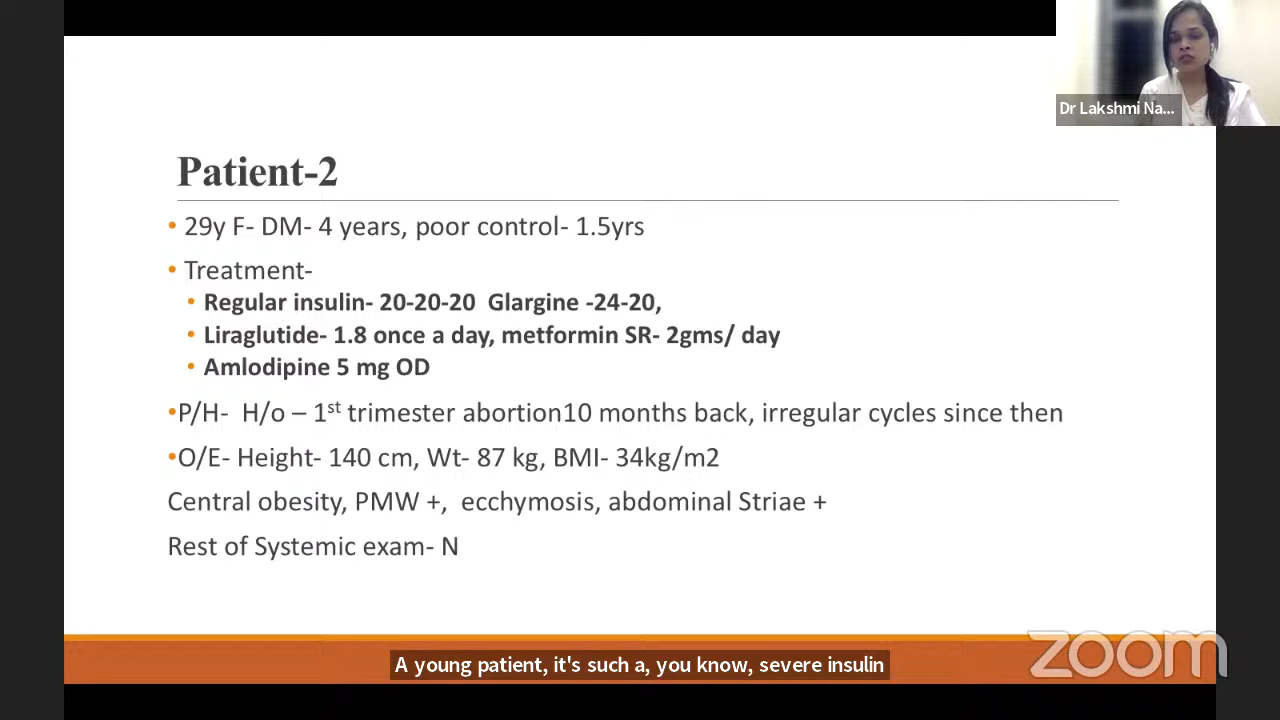 Dr Lakshmi Na...
Patient-2
• 29y F- DM- 4 years, poor control- 1.5yrs
• Treatment-
• Regular insulin- 20-20-20 Glargine -24-20,
• Liraglutide- 1.8 once a day, metformin SR- 2gms/ day
• Amlodipine 5 mg OD
•P/H- H/o – 1st trimester abortion10 months back, irregular cycles since then
•O/E- Height- 140 cm, Wt- 87 kg, BMI- 34kg/m2
Central obesity, PMW +, ecchymosis, abdominal Striae +
Rest of Systemic exam- N
A young patient, it's such a, you know, severe insulin
zoom